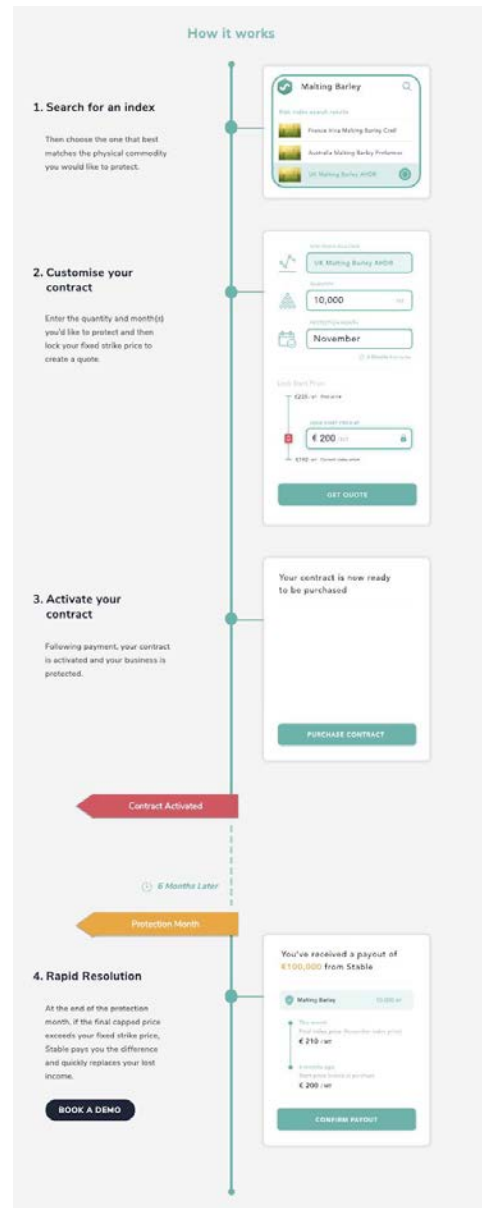 How it works
1. Search for an index
Then choose the one that best
matches the physical commodity
you would like to protect.
Malting Barley
France Viva Malting Barley Creil
Australia Malting Barley
UK Malting Barley AHDB
2. Customise your
contract
Enter the quantity and month(s)
you'd like to protect and then
lock your fixed strike price to
create a quote.
UK Malting Barley AHDB
10,000
November
€ 200
GET QUOTE
3. Activate your
contract
Following payment, your contract
is activated and your business is
protected.
Your contract is now ready
to be purchased
PURCHASE CONTRACT
Contract Activated
6 Months Later
Protection Month
4. Rapid Resolution
At the end of the protection
month, if the final capped price
exceeds your fixed strike price,
Stable pays you the difference
and quickly replaces your lost
income.
BOOK A DEMO
You've received a payout of
€100,000 from Stable
Malting Barley
€ 210 / MT
6 months ago
€ 200 / MT
CONFIRM PAYOUT